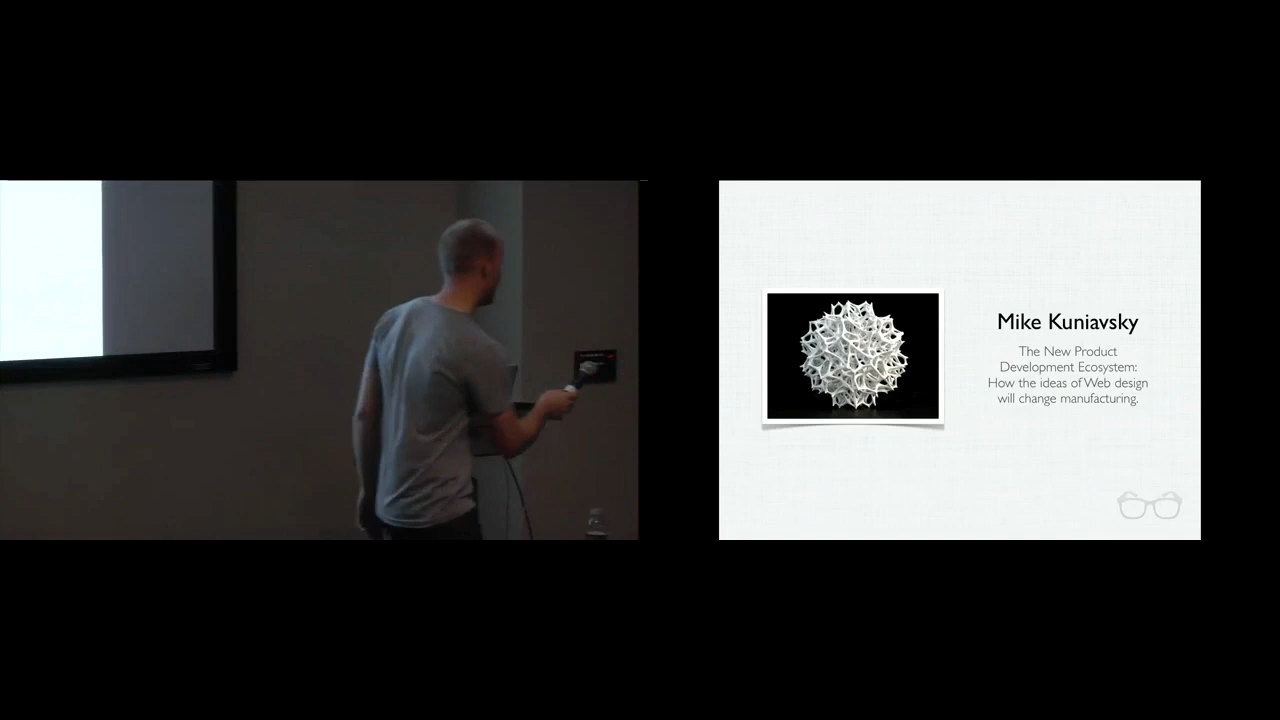 Mike Kuniavsky
The New Product
Development Ecosystem:
How the ideas of Web design
will change manufacturing.